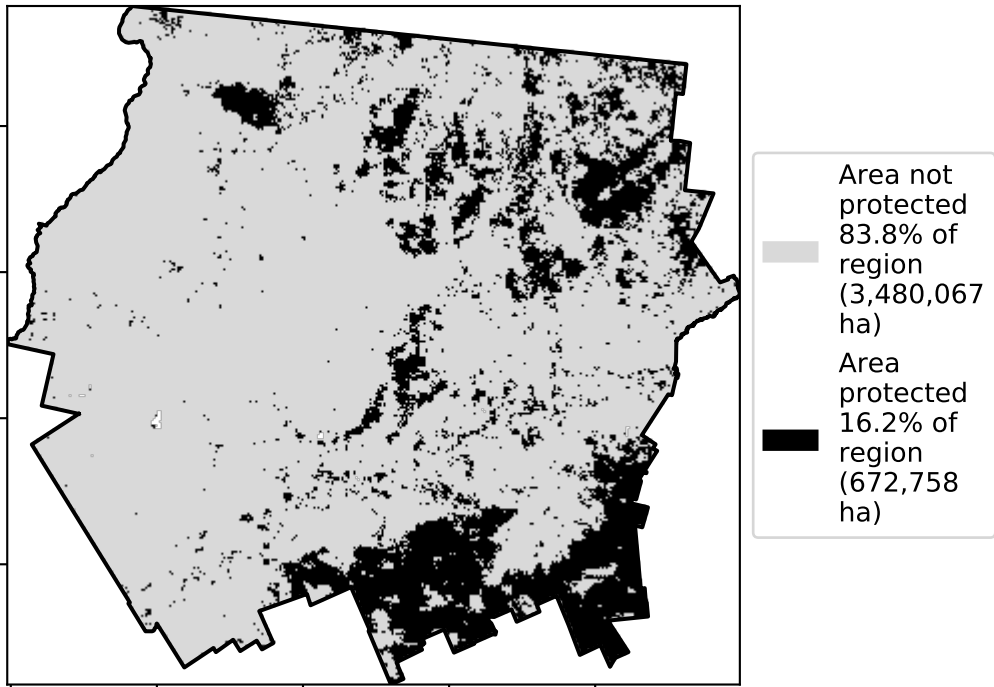 Area not
protected
83.8% of
region
(3,480,067
ha)
Area
protected
16.2% of
region
(672,758
ha)